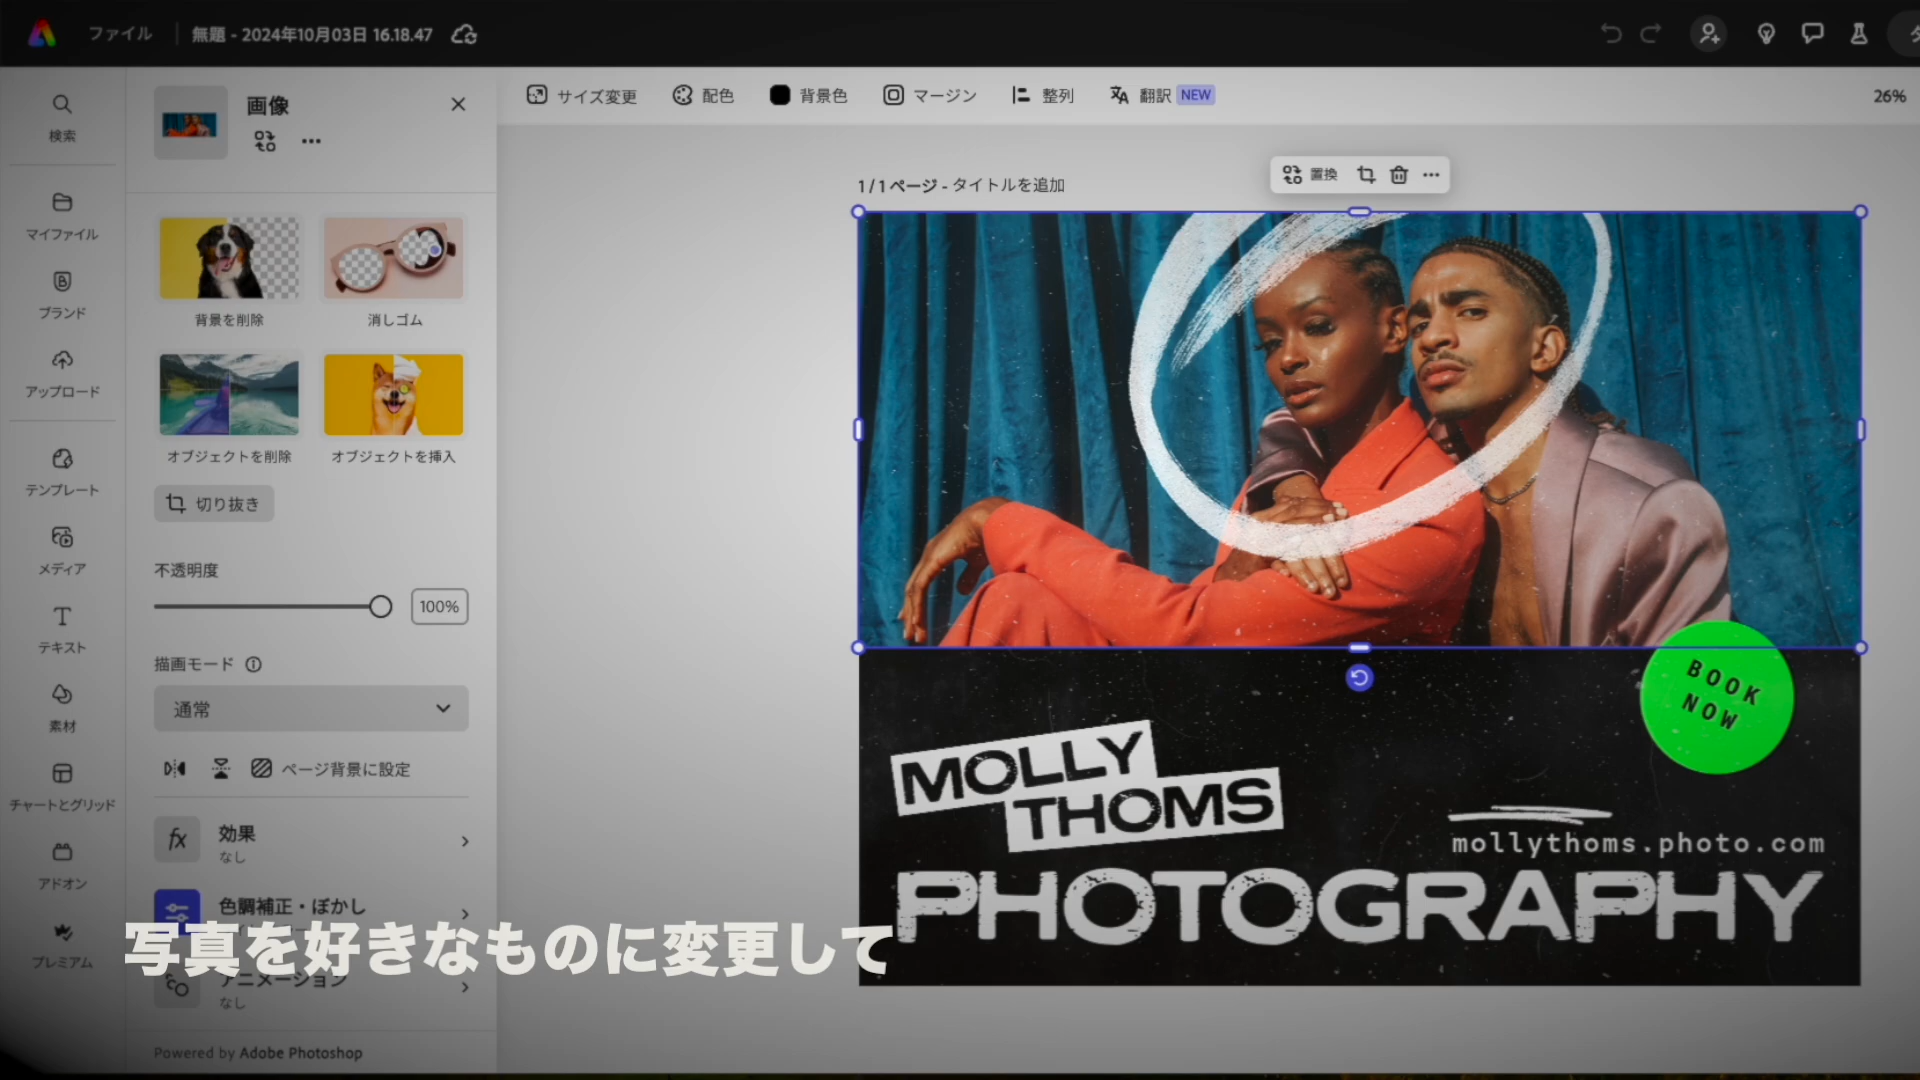 ファイル
無題 - 2024年10月03日 16.18.47
検索
マイファイル
ブランド
アップロード
テンプレート
メディア
テキスト
素材
チャートとグリッド
アドオン
プレミアム
画像
背景を削除
消しゴム
オブジェクトを削除
オブジェクトを挿入
切り抜き
不透明度
100%
描画モード
通常
ページ背景に設定
fx
効果
なし
色調補正・ぼかし
アニメーション
なし
Powered by Adobe Photoshop
サイズ変更
配色
背景色
マージン
整列
翻訳 NEW
26%
1 / 1 ページ - タイトルを追加
置換
BOOK
NOW
MOLLY
THOMS
mollythoms.photo.com
PHOTOGRAPHY
写真を好きなものに変更して